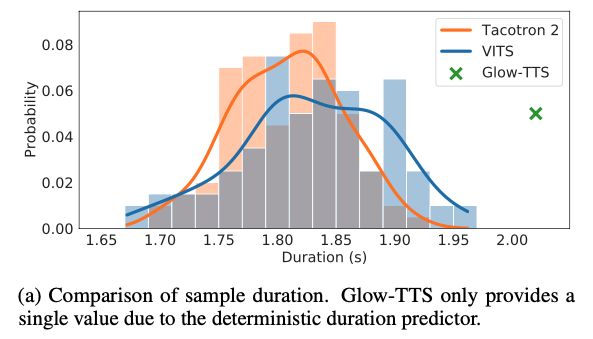 Tacotron 2
VITS
Glow-TTS
Probability
0.08
0.06
0.04
0.02
0.00
1.65 1.70 1.75 1.80 1.85 1.90 1.95 2.00
Duration (s)
(a) Comparison of sample duration. Glow-TTS only provides a
single value due to the deterministic duration predictor.